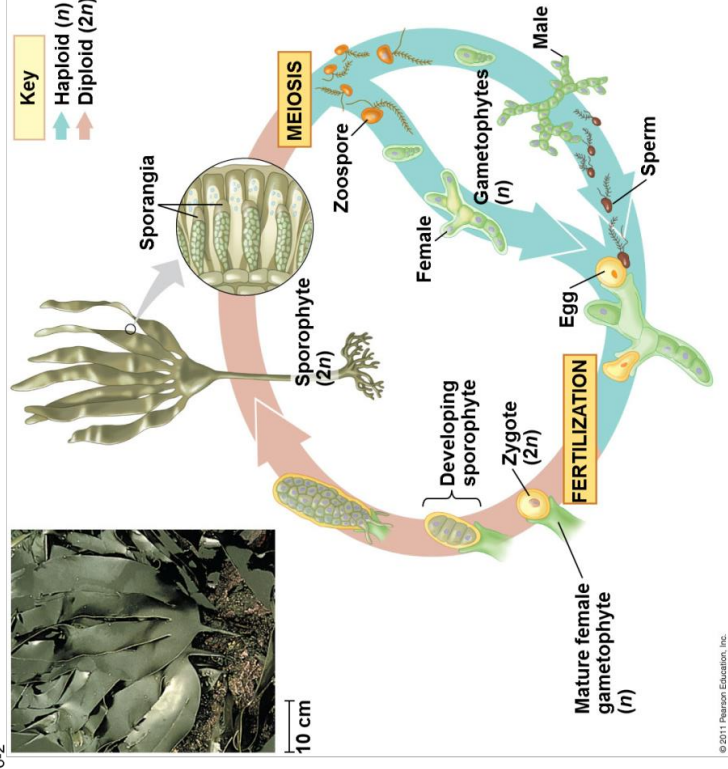 Key
Haploid (n)
Diploid (2n)
Sporangia
MEIOSIS
Zoospore
Sporophyte
(2n)
Female
Gametophytes
(n)
Male
Sperm
Egg
Developing
sporophyte
Zygote
(2n)
FERTILIZATION
Mature female
gametophyte
(n)
10 cm
© 2011 Pearson Education, Inc.